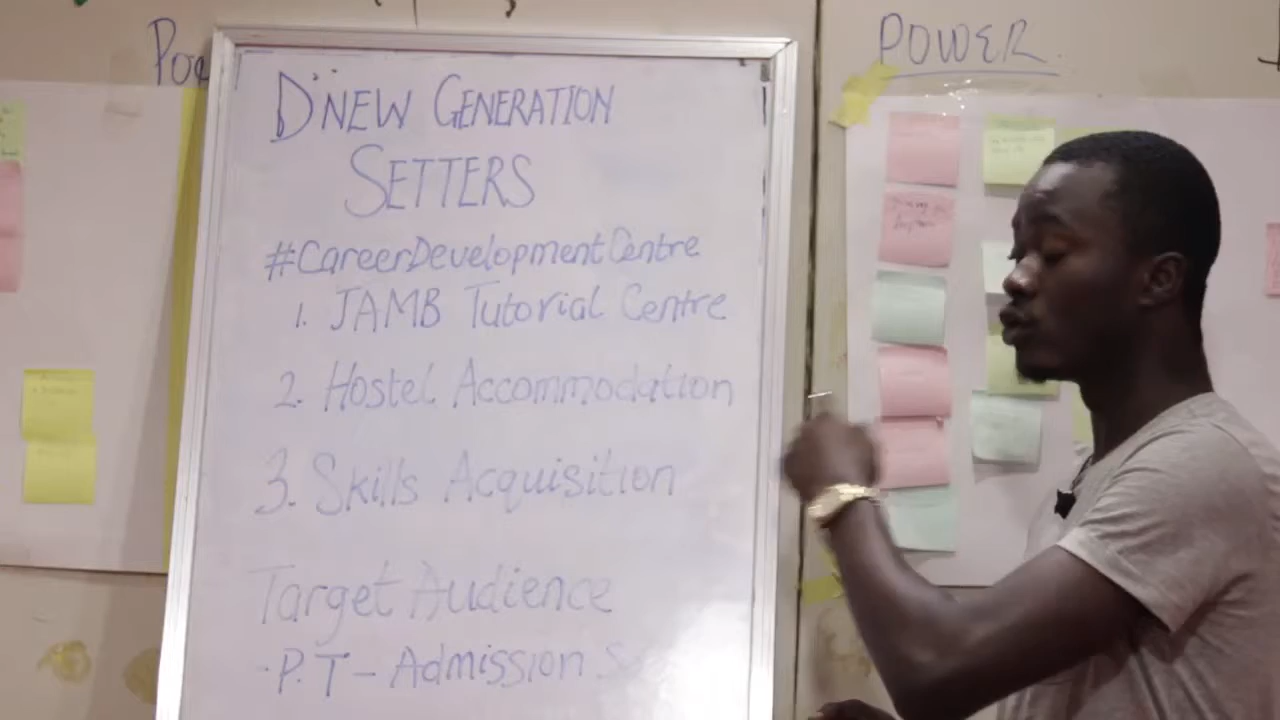 POWER.
D'NEW GENERATION
SETTERS
#CareerDevelopmentCentre
1. JAMB Tutorial Centre
2. Hostel Accommodation
3. Skills Acquisition
Target Audience
- P.T - Admission